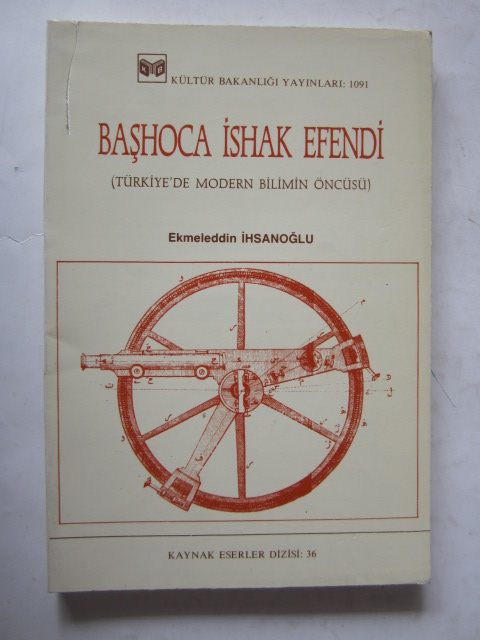 KÜLTÜR BAKANLIĞI YAYINLARI: 1091
BAŞHOCA İSHAK EFENDİ
(TÜRKİYE'DE MODERN BİLİMİN ÖNCÜSÜ)
Ekmeleddin İHSANOĞLU
KAYNAK ESERLER DİZİSİ: 36